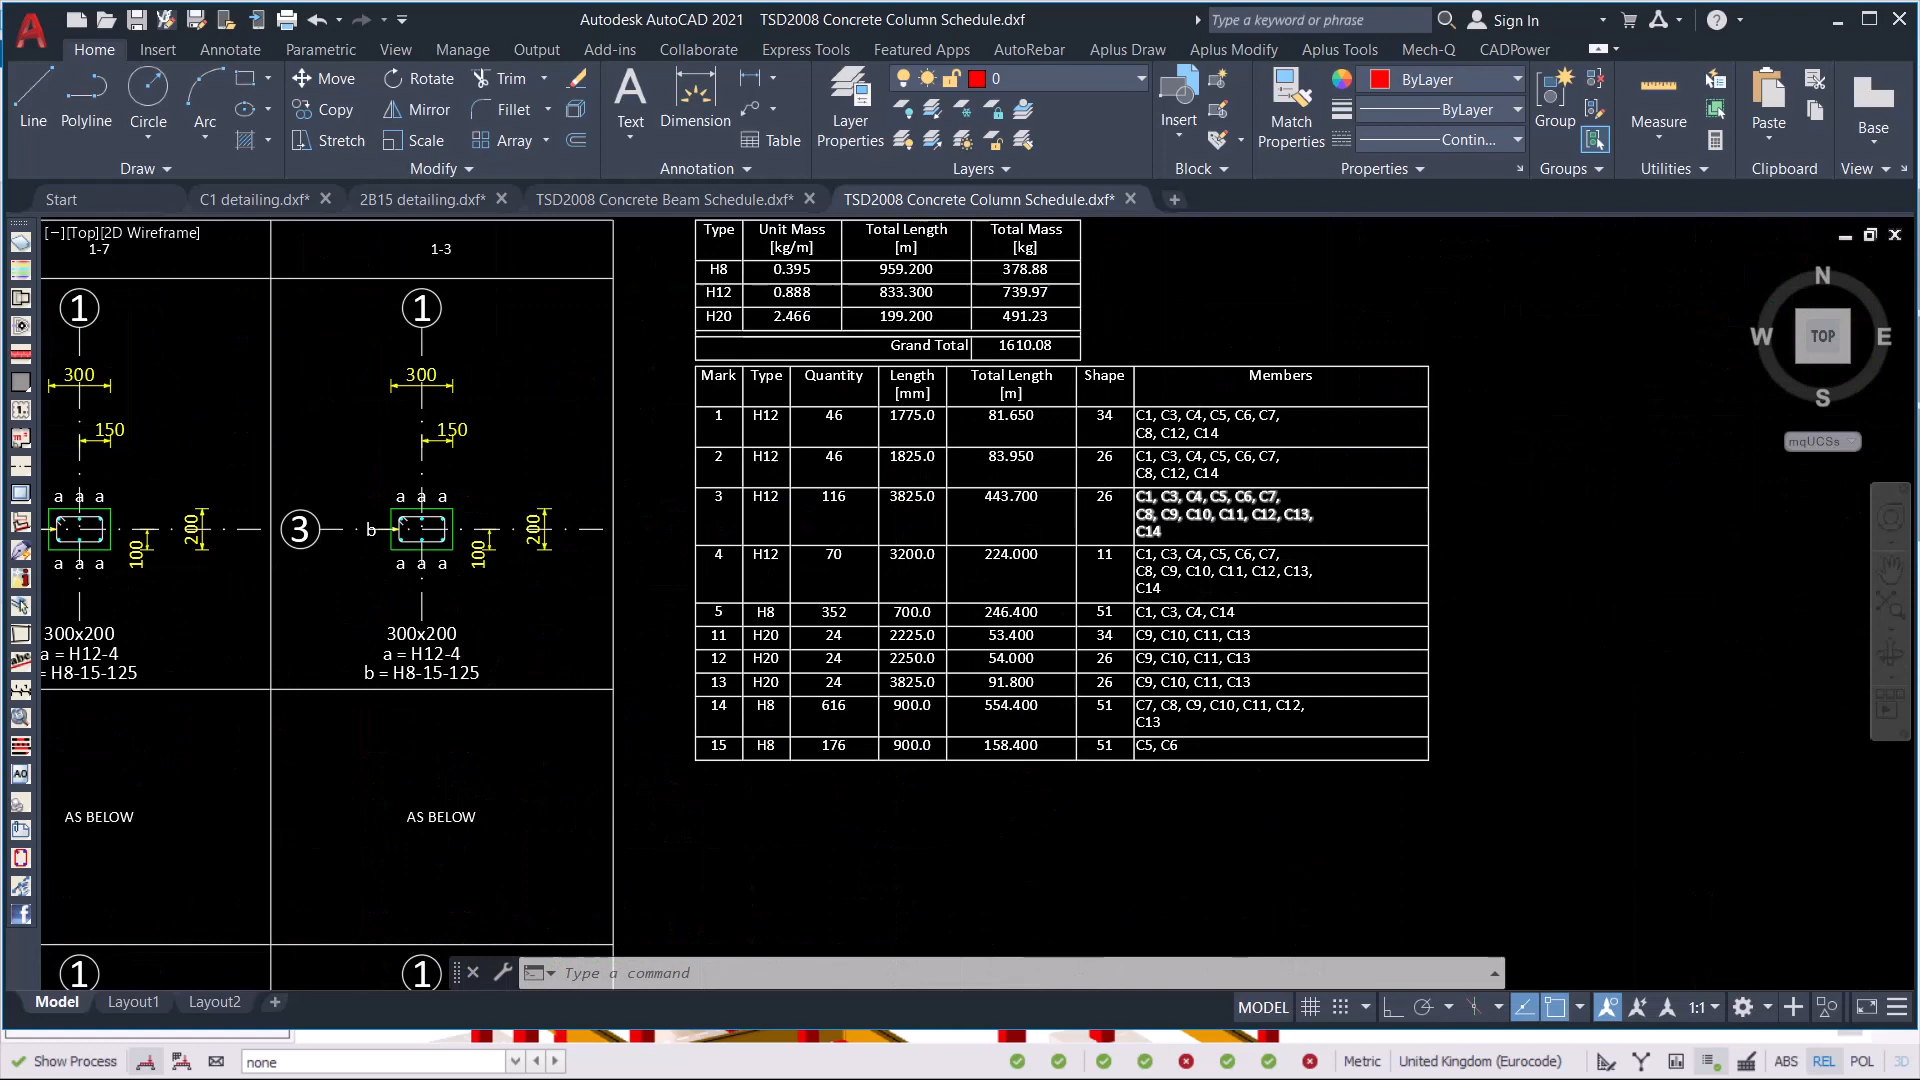 Autodesk AutoCAD 2021 TSD2008 Concrete Column Schedule.dxf
Type a keyword or phrase
Sign In
Home Insert Annotate Parametric View Manage Output Add-ins Collaborate Express Tools Featured Apps AutoRebar Aplus Draw Aplus Modify Aplus Tools Mech-Q CADPower
Line Polyline Circle Arc
Move Rotate Trim
Copy Mirror Fillet
Stretch Scale Array
Text Dimension Table
Layer Properties
0
Insert
Match Properties
ByLayer
ByLayer
Contin...
Group Measure Paste Base
Draw Modify Annotation Layers Block Properties Groups Utilities Clipboard View
Start C1 detailing.dxf* 2B15 detailing.dxf* TSD2008 Concrete Beam Schedule.dxf* TSD2008 Concrete Column Schedule.dxf*
[−][Top][2D Wireframe]
1-7 1-3
1 1
300 300
150 150
a a a a a a
3 b
100 200 100 200
a a a a a a
300x200 300x200
a = H12-4 a = H12-4
= H8-15-125 b = H8-15-125
AS BELOW AS BELOW
1 1
Type Unit Mass [kg/m] Total Length [m] Total Mass [kg]
H8 0.395 959.200 378.88
H12 0.888 833.300 739.97
H20 2.466 199.200 491.23
Grand Total 1610.08
Mark Type Quantity Length [mm] Total Length [m] Shape Members
1 H12 46 1775.0 81.650 34 C1, C3, C4, C5, C6, C7,
C8, C12, C14
2 H12 46 1825.0 83.950 26 C1, C3, C4, C5, C6, C7,
C8, C12, C14
3 H12 116 3825.0 443.700 26 C1, C3, C4, C5, C6, C7,
C8, C9, C10, C11, C12, C13,
C14
4 H12 70 3200.0 224.000 11 C1, C3, C4, C5, C6, C7,
C8, C9, C10, C11, C12, C13,
C14
5 H8 352 700.0 246.400 51 C1, C3, C4, C14
11 H20 24 2225.0 53.400 34 C9, C10, C11, C13
12 H20 24 2250.0 54.000 26 C9, C10, C11, C13
13 H20 24 3825.0 91.800 26 C9, C10, C11, C13
14 H8 616 900.0 554.400 51 C7, C8, C9, C10, C11, C12,
C13
15 H8 176 900.0 158.400 51 C5, C6
N
W TOP E
S
mqUCSs
Type a command
Model Layout1 Layout2
MODEL 1:1
Show Process none Metric United Kingdom (Eurocode) ABS REL POL 3D